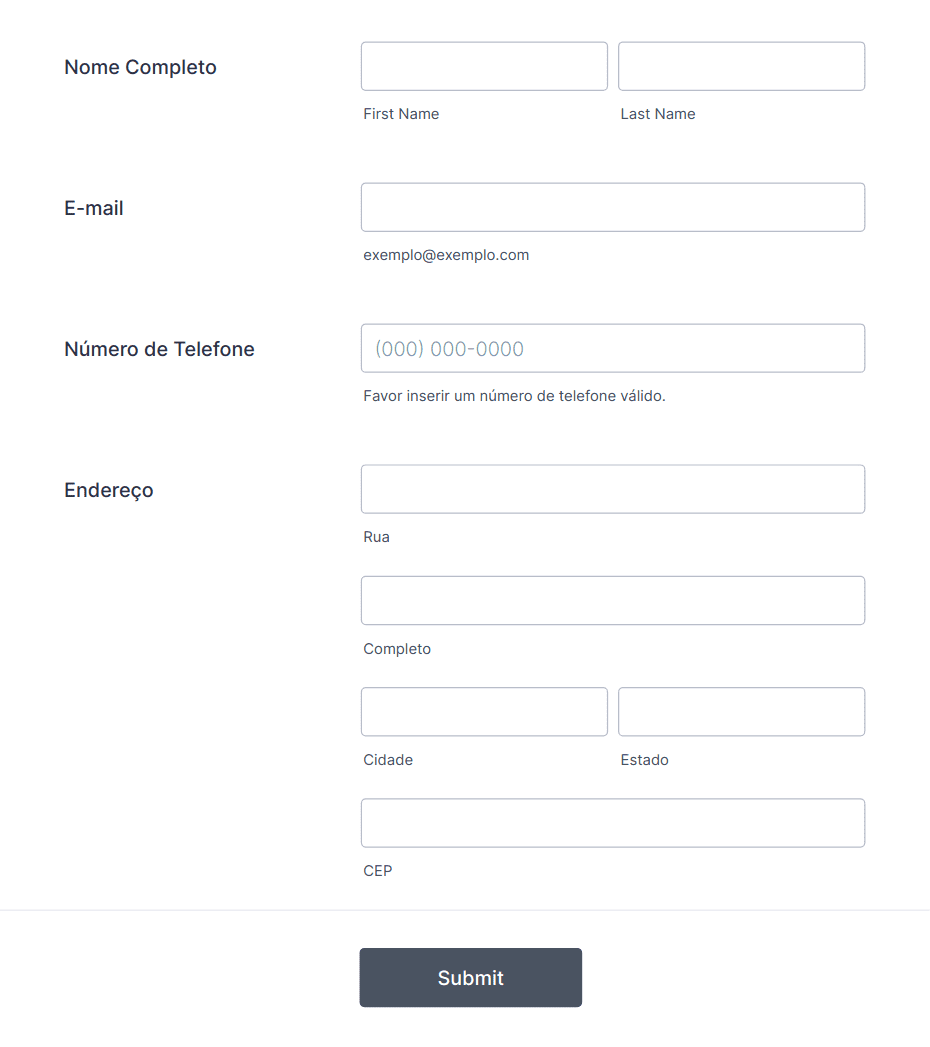 Nome Completo
First Name Last Name
E-mail
exemplo@exemplo.com
Número de Telefone
(000) 000-0000
Favor inserir um número de telefone válido.
Endereço
Rua
Completo
Cidade Estado
CEP
Submit